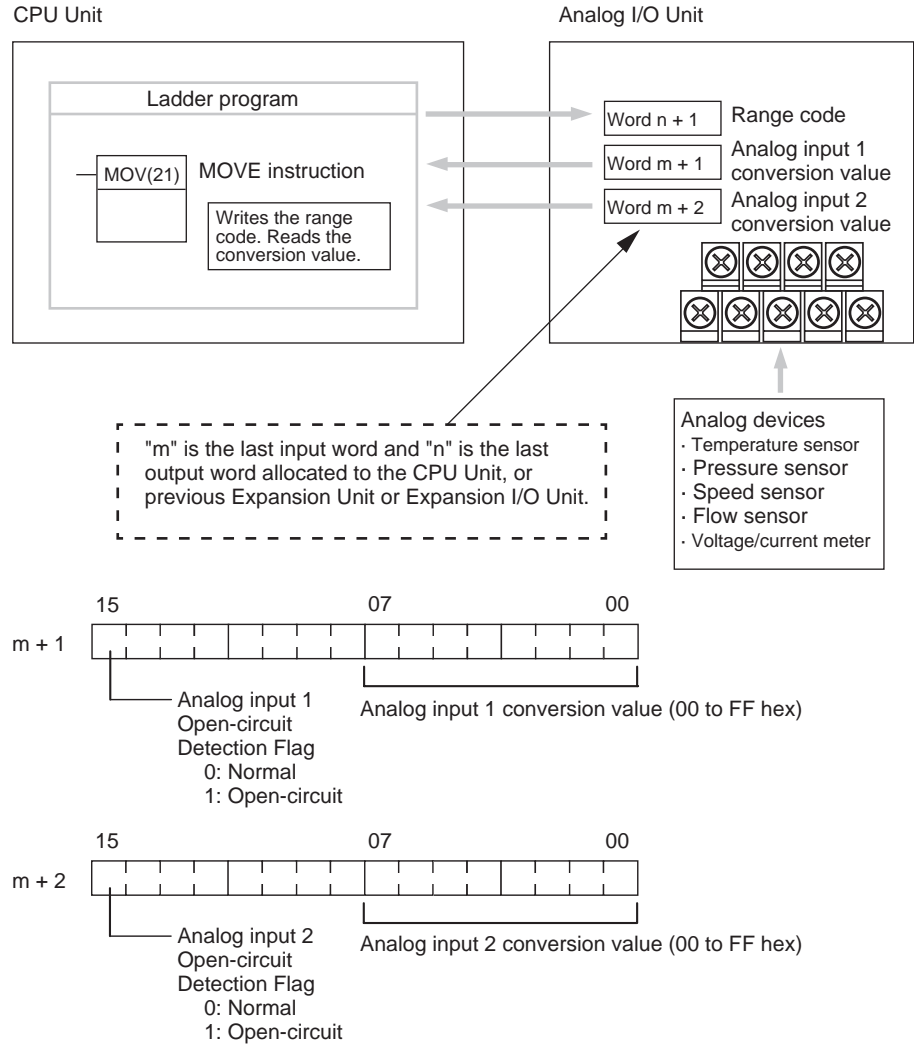 CPU Unit
Analog I/O Unit
Ladder program
MOV(21)
MOVE instruction
Writes the range
code. Reads the
conversion value.
Word n + 1
Range code
Word m + 1
Analog input 1
conversion value
Word m + 2
Analog input 2
conversion value
"m" is the last input word and "n" is the last
output word allocated to the CPU Unit, or
previous Expansion Unit or Expansion I/O Unit.
Analog devices
· Temperature sensor
· Pressure sensor
· Speed sensor
· Flow sensor
· Voltage/current meter
15 07 00
m + 1
Analog input 1
Open-circuit
Detection Flag
0: Normal
1: Open-circuit
Analog input 1 conversion value (00 to FF hex)
15 07 00
m + 2
Analog input 2
Open-circuit
Detection Flag
0: Normal
1: Open-circuit
Analog input 2 conversion value (00 to FF hex)